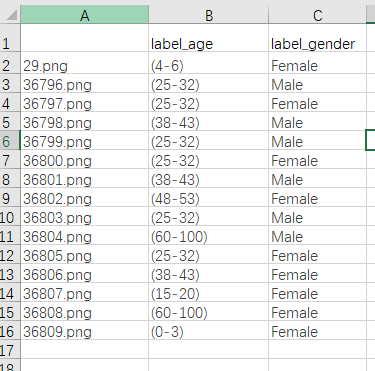 A B C
1 label_age label_gender
2 29.png (4-6) Female
3 36796.png (25-32) Male
4 36797.png (25-32) Female
5 36798.png (38-43) Male
6 36799.png (25-32) Male
7 36800.png (25-32) Female
8 36801.png (38-43) Male
9 36802.png (48-53) Female
10 36803.png (25-32) Male
11 36804.png (60-100) Male
12 36805.png (25-32) Female
13 36806.png (38-43) Female
14 36807.png (15-20) Female
15 36808.png (60-100) Female
16 36809.png (0-3) Female
17
18